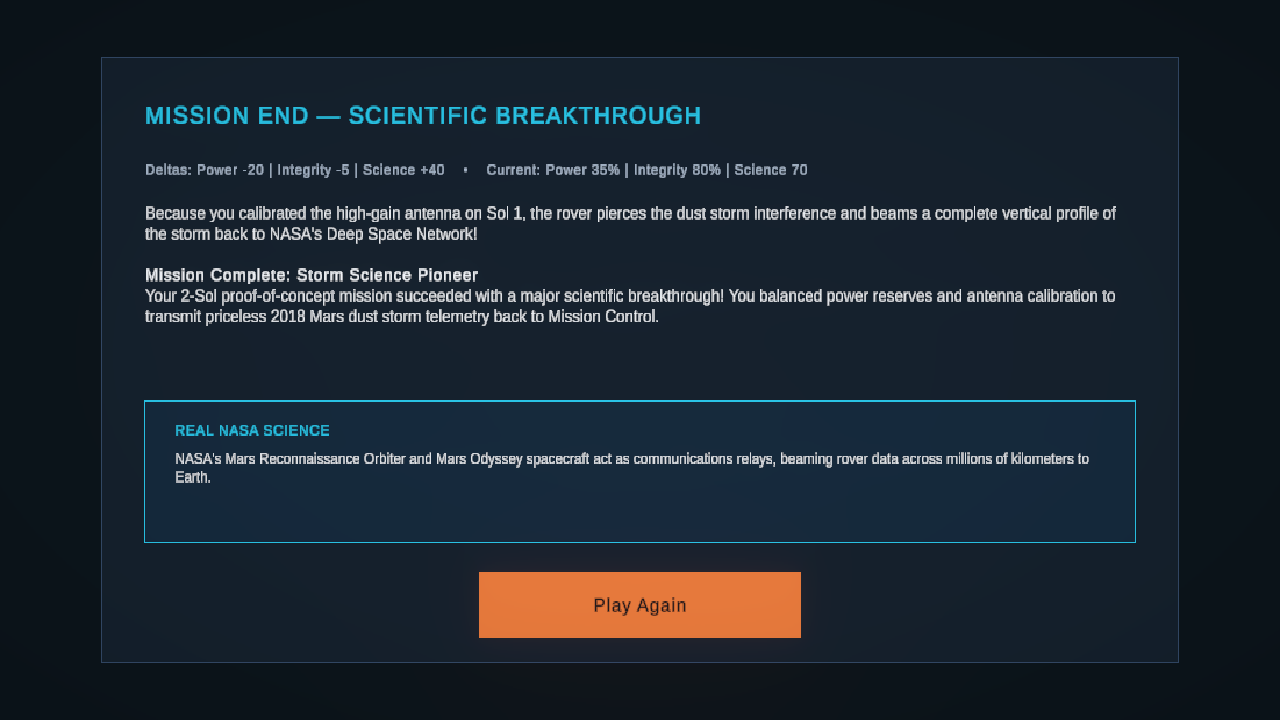 MISSION END — SCIENTIFIC BREAKTHROUGH
Deltas: Power -20 | Integrity -5 | Science +40 • Current: Power 35% | Integrity 80% | Science 70
Because you calibrated the high-gain antenna on Sol 1, the rover pierces the dust storm interference and beams a complete vertical profile of
the storm back to NASA's Deep Space Network!
Mission Complete: Storm Science Pioneer
Your 2-Sol proof-of-concept mission succeeded with a major scientific breakthrough! You balanced power reserves and antenna calibration to
transmit priceless 2018 Mars dust storm telemetry back to Mission Control.
REAL NASA SCIENCE
NASA's Mars Reconnaissance Orbiter and Mars Odyssey spacecraft act as communications relays, beaming rover data across millions of kilometers to
Earth.
Play Again